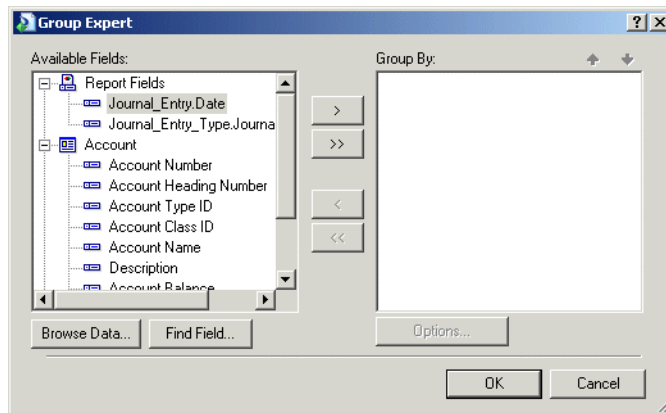 Group Expert
Available Fields:
Group By:
Report Fields
Journal_Entry.Date
Journal_Entry_Type.Journa
Account
Account Number
Account Heading Number
Account Type ID
Account Class ID
Account Name
Description
Account Balance
>
>>
<
<<
Browse Data...
Find Field...
Options...
OK
Cancel